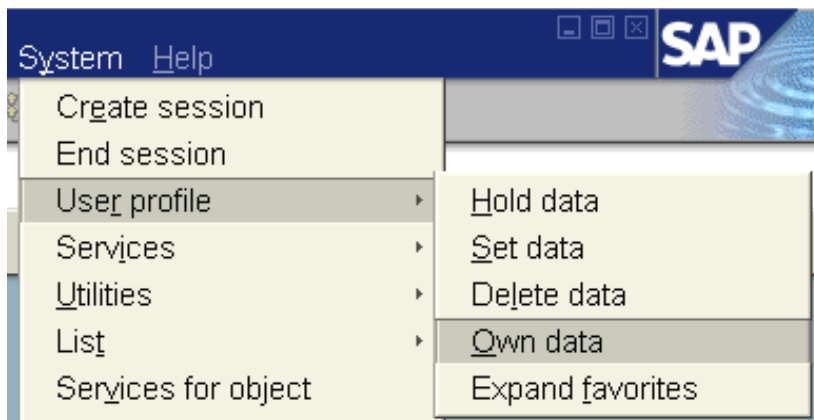 System Help
SAP
Create session
End session
User profile
Hold data
Services
Set data
Utilities
Delete data
List
Own data
Services for object
Expand favorites